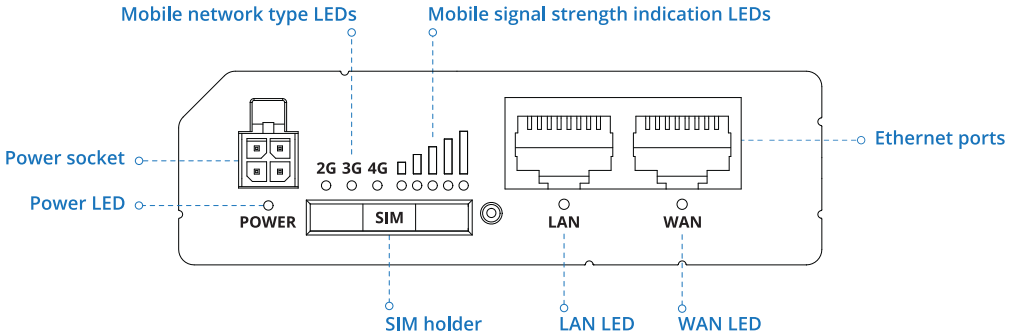 Mobile network type LEDs
Mobile signal strength indication LEDs
Power socket
Ethernet ports
2G 3G 4G
Power LED
POWER
SIM
LAN
WAN
SIM holder
LAN LED
WAN LED